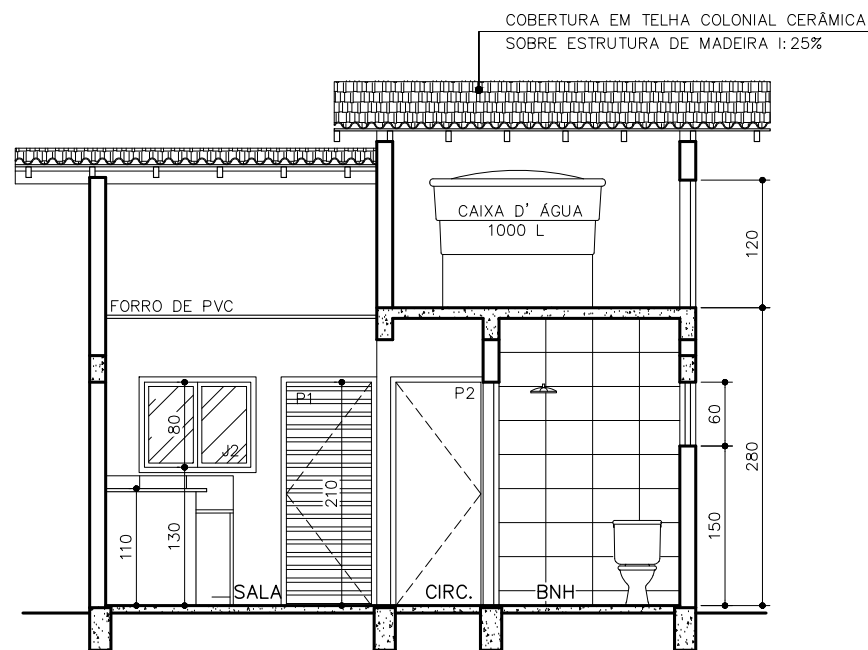 COBERTURA EM TELHA COLONIAL CERÂMICA
SOBRE ESTRUTURA DE MADEIRA I: 25%
CAIXA D' ÁGUA
1000 L
120
FORRO DE PVC
P1
P2
80
J2
60
280
210
150
110
130
SALA
CIRC.
BNH